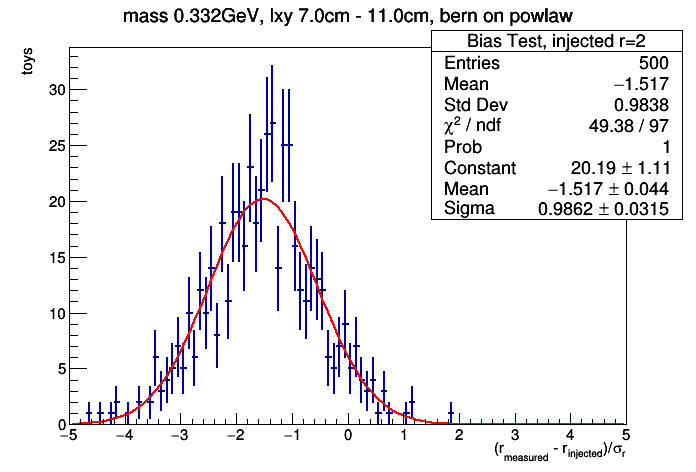 mass 0.332GeV, lxy 7.0cm - 11.0cm, bern on powlaw
Bias Test, injected r=2
Entries 500
Mean −1.517
Std Dev 0.9838
χ² / ndf 49.38 / 97
Prob 1
Constant 20.19 ± 1.11
Mean −1.517 ± 0.044
Sigma 0.9862 ± 0.0315
toys
30
25
20
15
10
5
0
−5 −4 −3 −2 −1 0 1 2 3 4 5
(r_measured - r_injected)/σ_r